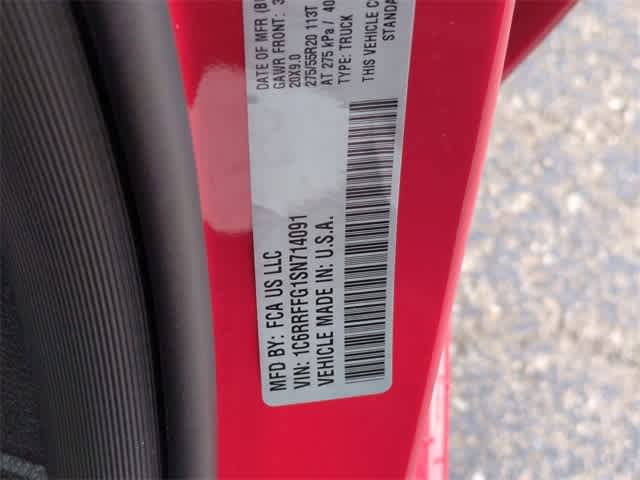 MFD BY: FCA US LLC
VIN: 1C6RRFFG1SN714091
VEHICLE MADE IN: U.S.A.
DATE OF MFR
GAWR FRONT:
20X9.0
275/55R20 113T
AT 275 kPa / 40
TYPE: TRUCK
THIS VEHICLE
STANDA